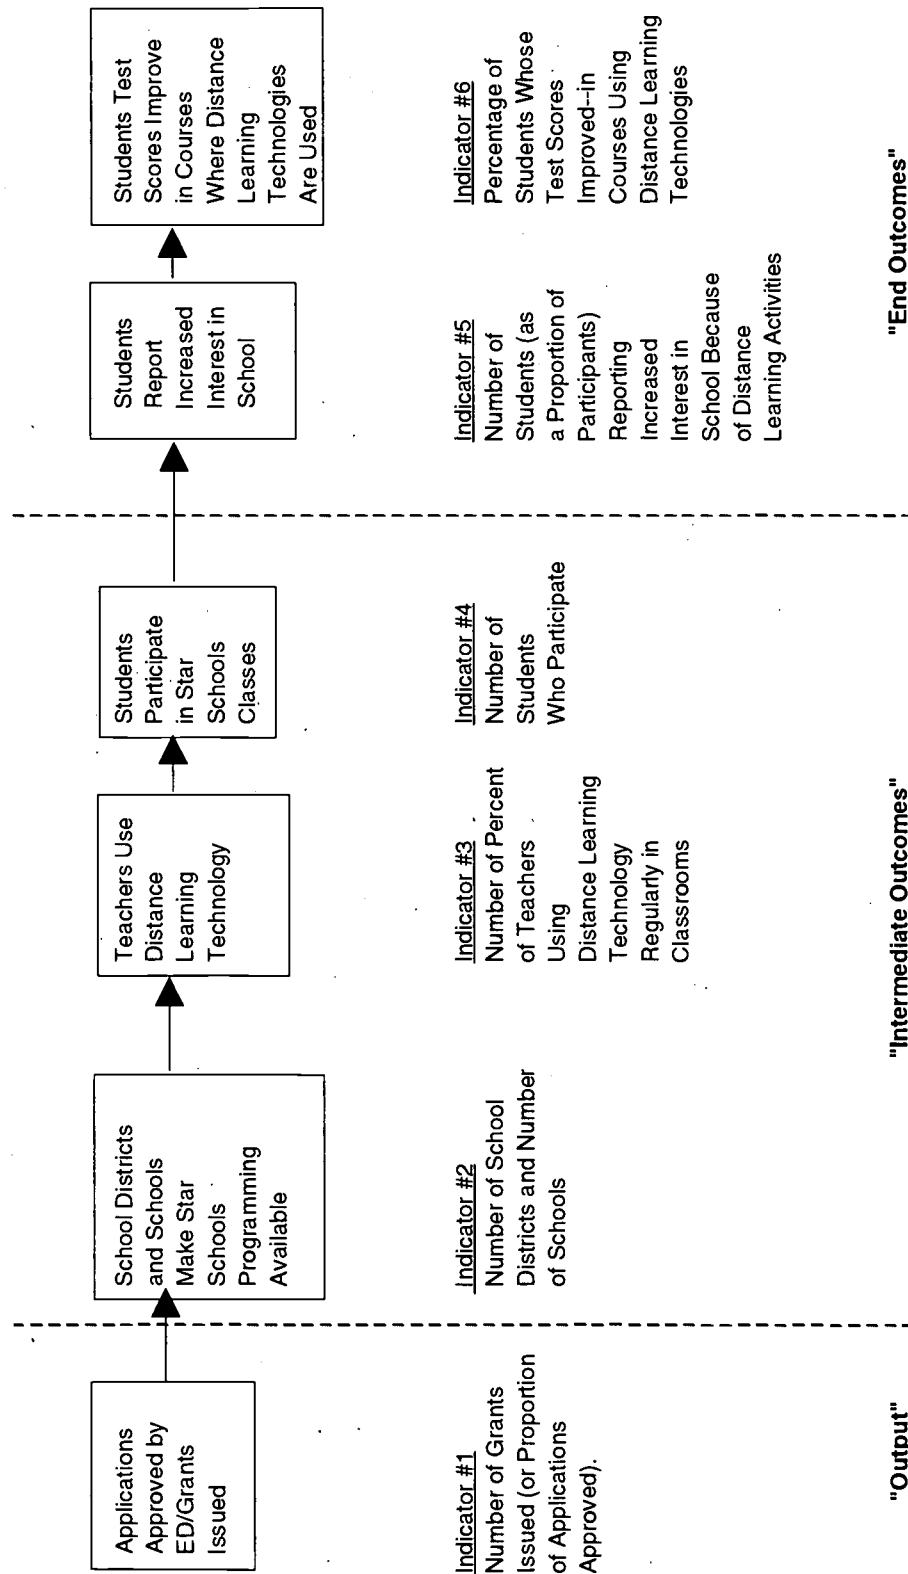 Applications
Approved by
ED/Grants
Issued
School Districts
and Schools
Make Star
Schools
Programming
Available
Teachers Use
Distance
Learning
Technology
Students
Participate
in Star
Schools
Classes
Students
Report
Increased
Interest in
School
Students Test
Scores Improve
in Courses
Where Distance
Learning
Technologies
Are Used
Indicator #1
Number of Grants
Issued (or Proportion
of Applications
Approved).
Indicator #2
Number of School
Districts and Number
of Schools
Indicator #3
Number of Percent
of Teachers
Using
Distance Learning
Technology
Regularly in
Classrooms
Indicator #4
Number of
Students
Who Participate
Indicator #5
Number of
Students (as
a Proportion of
Participants)
Reporting
Increased
Interest in
School Because
of Distance
Learning Activities
Indicator #6
Percentage of
Students Whose
Test Scores
Improved--in
Courses Using
Distance Learning
Technologies
"Output"
"Intermediate Outcomes"
"End Outcomes"